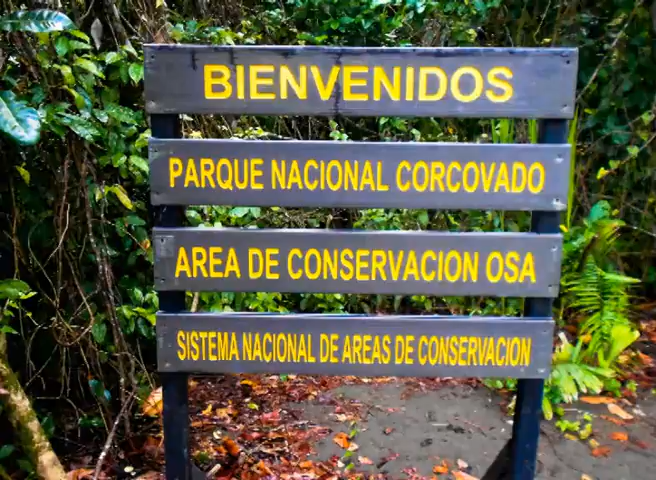 BIENVENIDOS
PARQUE NACIONAL CORCOVADO
AREA DE CONSERVACION OSA
SISTEMA NACIONAL DE AREAS DE CONSERVACION